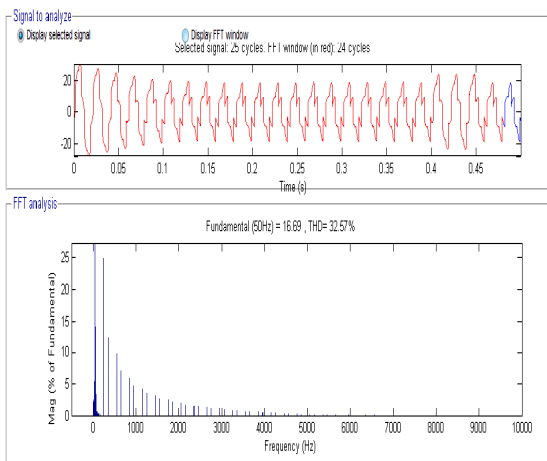 Signal to analyze
Display selected signal
Display FFT window
Selected signal: 25 cycles. FFT window (in red): 24 cycles
20
0
-20
0 0.05 0.1 0.15 0.2 0.25 0.3 0.35 0.4 0.45
Time (s)
FFT analysis
Fundamental (50Hz) = 16.69 , THD= 32.57%
25
20
15
10
5
0
Mag (% of Fundamental)
0 1000 2000 3000 4000 5000 6000 7000 8000 9000 10000
Frequency (Hz)